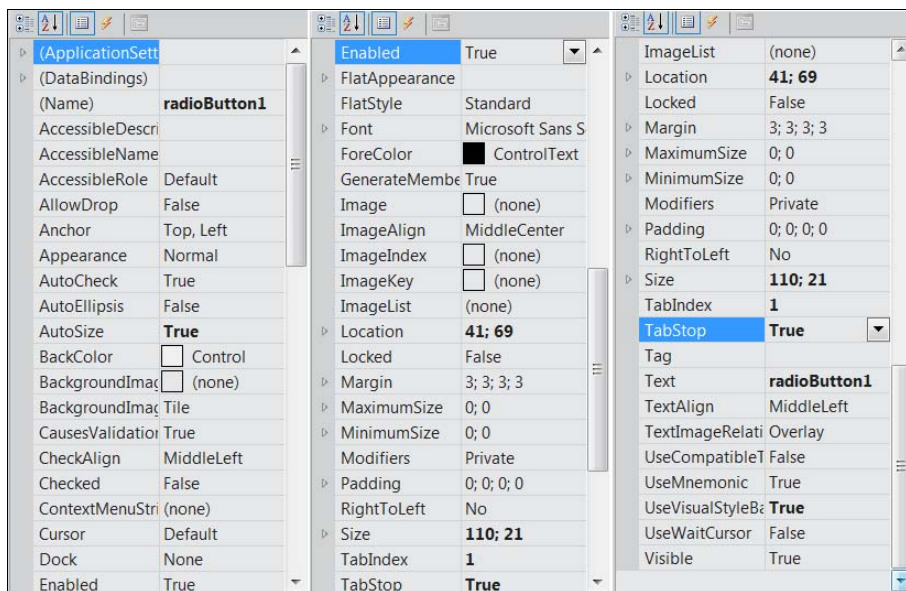 (ApplicationSett
(DataBindings)
(Name) radioButton1
AccessibleDescri
AccessibleName
AccessibleRole Default
AllowDrop False
Anchor Top, Left
Appearance Normal
AutoCheck True
AutoEllipsis False
AutoSize True
BackColor Control
BackgroundImag (none)
BackgroundImag Tile
CausesValidation True
CheckAlign MiddleLeft
Checked False
ContextMenuStri (none)
Cursor Default
Dock None
Enabled True
Enabled True
FlatAppearance
FlatStyle Standard
Font Microsoft Sans S
ForeColor ControlText
GenerateMembe True
Image (none)
ImageAlign MiddleCenter
ImageIndex (none)
ImageKey (none)
ImageList (none)
Location 41; 69
Locked False
Margin 3; 3; 3; 3
MaximumSize 0; 0
MinimumSize 0; 0
Modifiers Private
Padding 0; 0; 0; 0
RightToLeft No
Size 110; 21
TabIndex 1
TabStop True
ImageList (none)
Location 41; 69
Locked False
Margin 3; 3; 3; 3
MaximumSize 0; 0
MinimumSize 0; 0
Modifiers Private
Padding 0; 0; 0; 0
RightToLeft No
Size 110; 21
TabIndex 1
TabStop True
Tag
Text radioButton1
TextAlign MiddleLeft
TextImageRelati Overlay
UseCompatibleT False
UseMnemonic True
UseVisualStyleBa True
UseWaitCursor False
Visible True